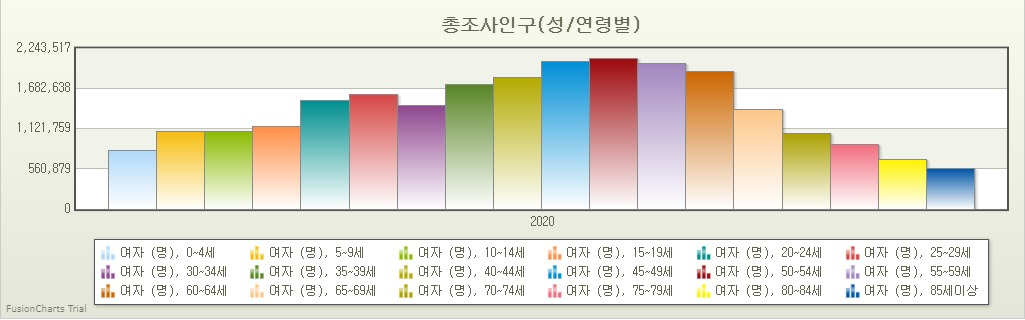 총조사인구(성/연령별)
2,243,517
1,682,638
1,121,759
560,879
0
2020
여자 (명), 0~4세 여자 (명), 5~9세 여자 (명), 10~14세 여자 (명), 15~19세 여자 (명), 20~24세 여자 (명), 25~29세
여자 (명), 30~34세 여자 (명), 35~39세 여자 (명), 40~44세 여자 (명), 45~49세 여자 (명), 50~54세 여자 (명), 55~59세
여자 (명), 60~64세 여자 (명), 65~69세 여자 (명), 70~74세 여자 (명), 75~79세 여자 (명), 80~84세 여자 (명), 85세이상
FusionCharts Trial